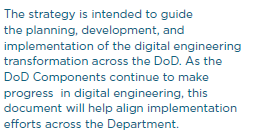 The strategy is intended to guide
the planning, development, and
implementation of the digital engineering
transformation across the DoD. As the
DoD Components continue to make
progress in digital engineering, this
document will help align implementation
efforts across the Department.